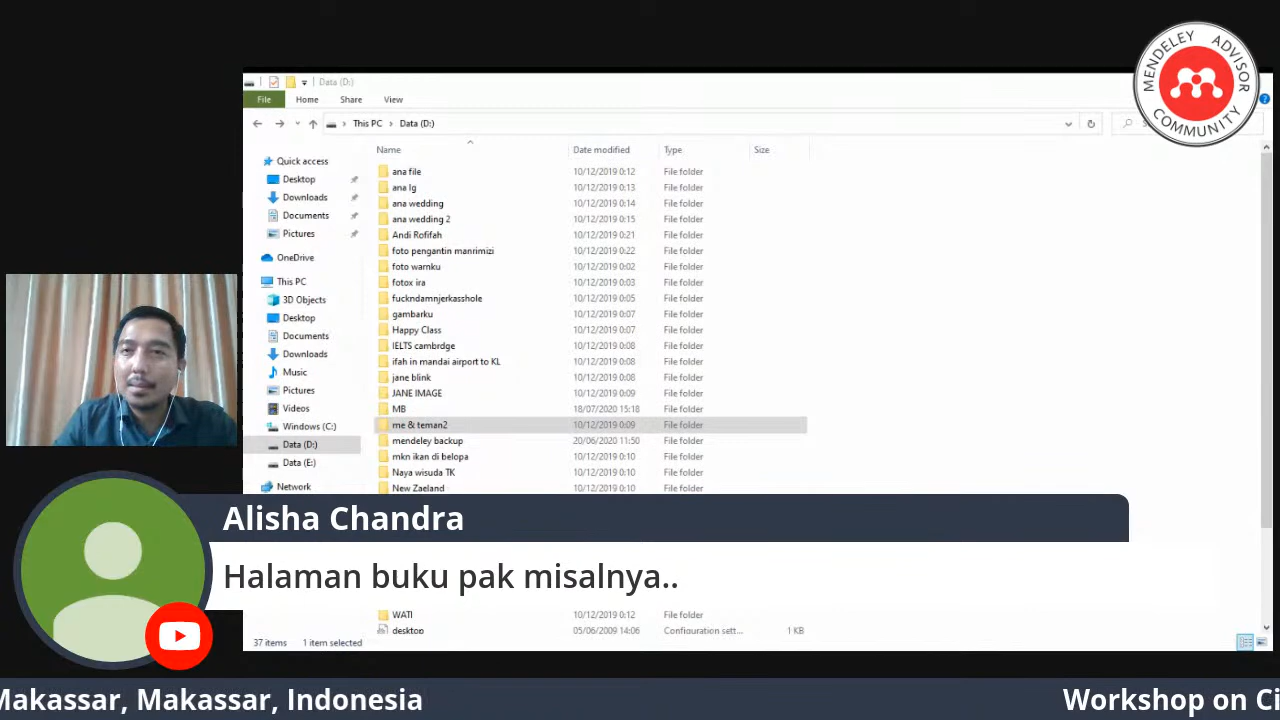 MENDELEY ADVISOR COMMUNITY
Data (D:)
File Home Share View
This PC Data (D:)
Name Date modified Type Size
Quick access
Desktop
Downloads
Documents
Pictures
OneDrive
This PC
3D Objects
Desktop
Documents
Downloads
Music
Pictures
Videos
Windows (C:)
Data (D:)
Data (E:)
Network
ana file 10/12/2019 0:12 File folder
ana lg 10/12/2019 0:13 File folder
ana wedding 10/12/2019 0:14 File folder
ana wedding 2 10/12/2019 0:15 File folder
Andi Rofifah 10/12/2019 0:21 File folder
foto pengantin manrimizi 10/12/2019 0:22 File folder
foto warnku 10/12/2019 0:02 File folder
fotox ira 10/12/2019 0:03 File folder
fuckndamnjerkasshole 10/12/2019 0:05 File folder
gambarku 10/12/2019 0:07 File folder
Happy Class 10/12/2019 0:07 File folder
IELTS cambrdge 10/12/2019 0:08 File folder
ifah in mandai airport to KL 10/12/2019 0:08 File folder
jane blink 10/12/2019 0:08 File folder
JANE IMAGE 10/12/2019 0:09 File folder
MB 18/07/2020 15:18 File folder
me & teman2 10/12/2019 0:09 File folder
mendeley backup 20/06/2020 11:50 File folder
mkn ikan di belopa 10/12/2019 0:10 File folder
Naya wisuda TK 10/12/2019 0:10 File folder
New Zaeland 10/12/2019 0:10 File folder
Alisha Chandra
Halaman buku pak misalnya..
WATI 10/12/2019 0:12 File folder
desktop 05/06/2009 14:06 Configuration sett... 1 KB
37 items 1 item selected
Makassar, Makassar, Indonesia
Workshop on Ci